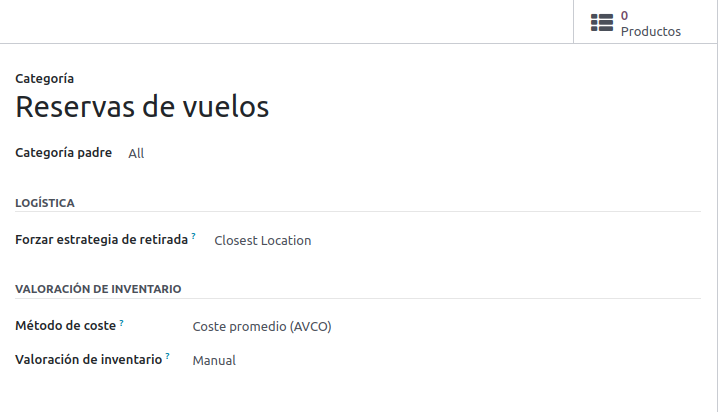 0
Productos
Categoría
Reservas de vuelos
Categoría padre All
LOGÍSTICA
Forzar estrategia de retirada ? Closest Location
VALORACIÓN DE INVENTARIO
Método de coste ? Coste promedio (AVCO)
Valoración de inventario ? Manual